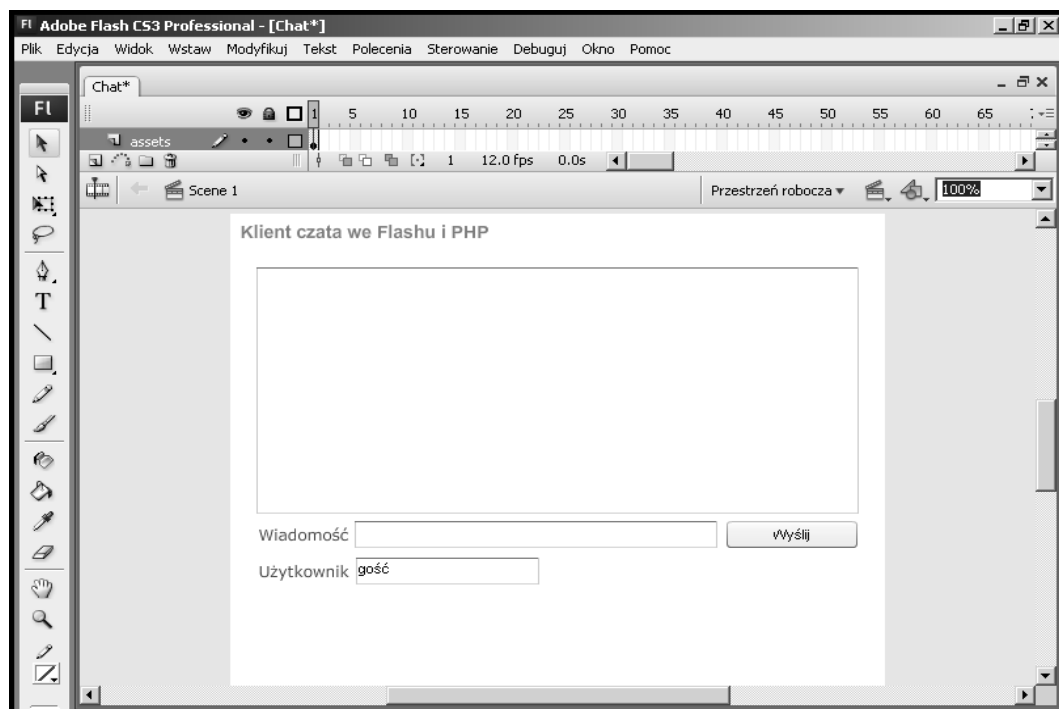 Fl Adobe Flash CS3 Professional - [Chat*]
Plik Edycja Widok Wstaw Modyfikuj Tekst Polecenia Sterowanie Debuguj Okno Pomoc
Chat*
Fl
1 5 10 15 20 25 30 35 40 45 50 55 60 65
assets
1 12.0 fps 0.0s
Scene 1 Przestrzeń robocza 100%
Klient czata we Flashu i PHP
T
Wiadomość Wyślij
Użytkownik gość